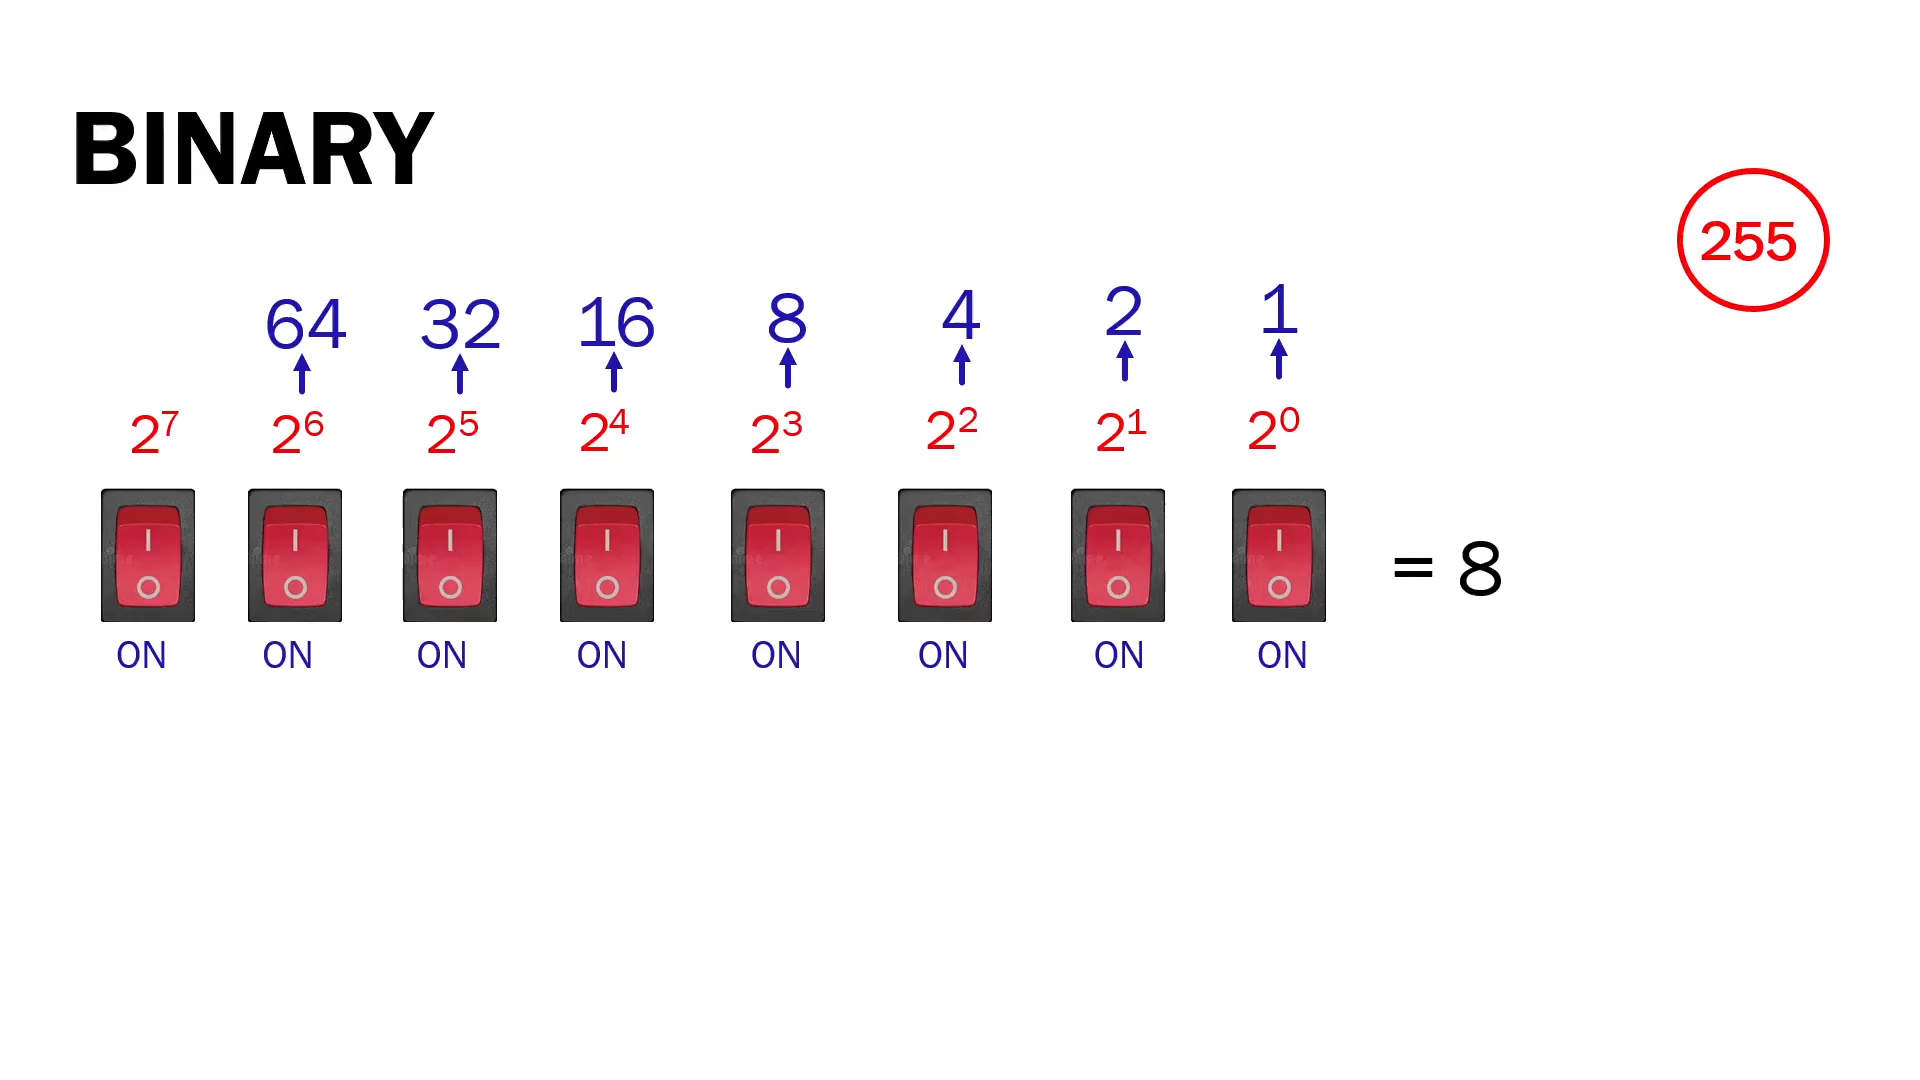 BINARY
255
64 32 16 8 4 2 1
2⁷ 2⁶ 2⁵ 2⁴ 2³ 2² 2¹ 2⁰
= 8
ON ON ON ON ON ON ON ON